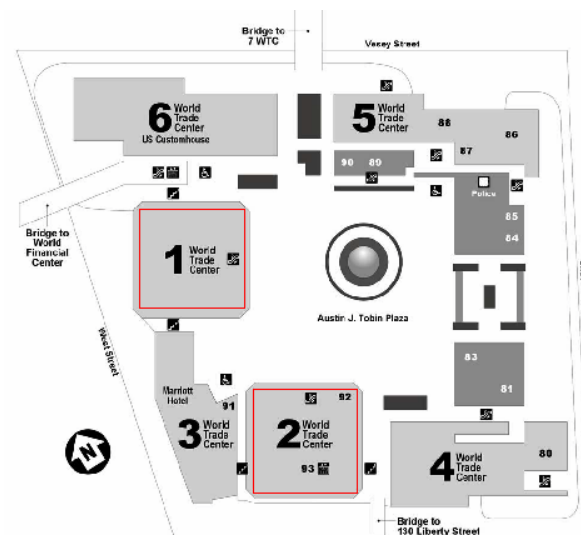 Bridge to
7 WTC
Vesey Street
6 World
Trade
Center
US Customhouse
5 World
Trade
Center
88
86
87
90 89
Police
85
84
Bridge to
World
Financial
Center
1 World
Trade
Center
Austin J. Tobin Plaza
West Street
83
81
Marriott
Hotel
91
3 World
Trade
Center
92
2 World
Trade
Center
93
4 World
Trade
Center
80
N
Bridge to
130 Liberty Street